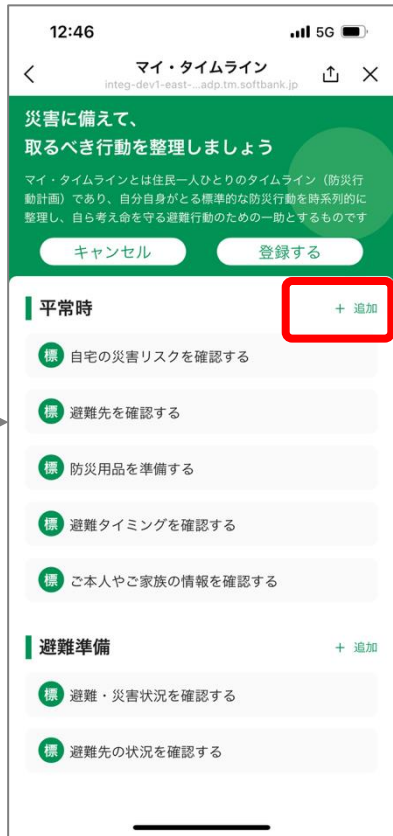 12:46
5G
マイ・タイムライン
integ-dev1-east-...adp.tm.softbank.jp
災害に備えて、
取るべき行動を整理しましょう
マイ・タイムラインとは住民一人ひとりのタイムライン（防災行
動計画）であり、自分自身がとる標準的な防災行動を時系列的に
整理し、自ら考え命を守る避難行動のための一助とするものです
キャンセル 登録する
平常時 + 追加
標 自宅の災害リスクを確認する
標 避難先を確認する
標 防災用品を準備する
標 避難タイミングを確認する
標 ご本人やご家族の情報を確認する
避難準備 + 追加
標 避難・災害状況を確認する
標 避難先の状況を確認する